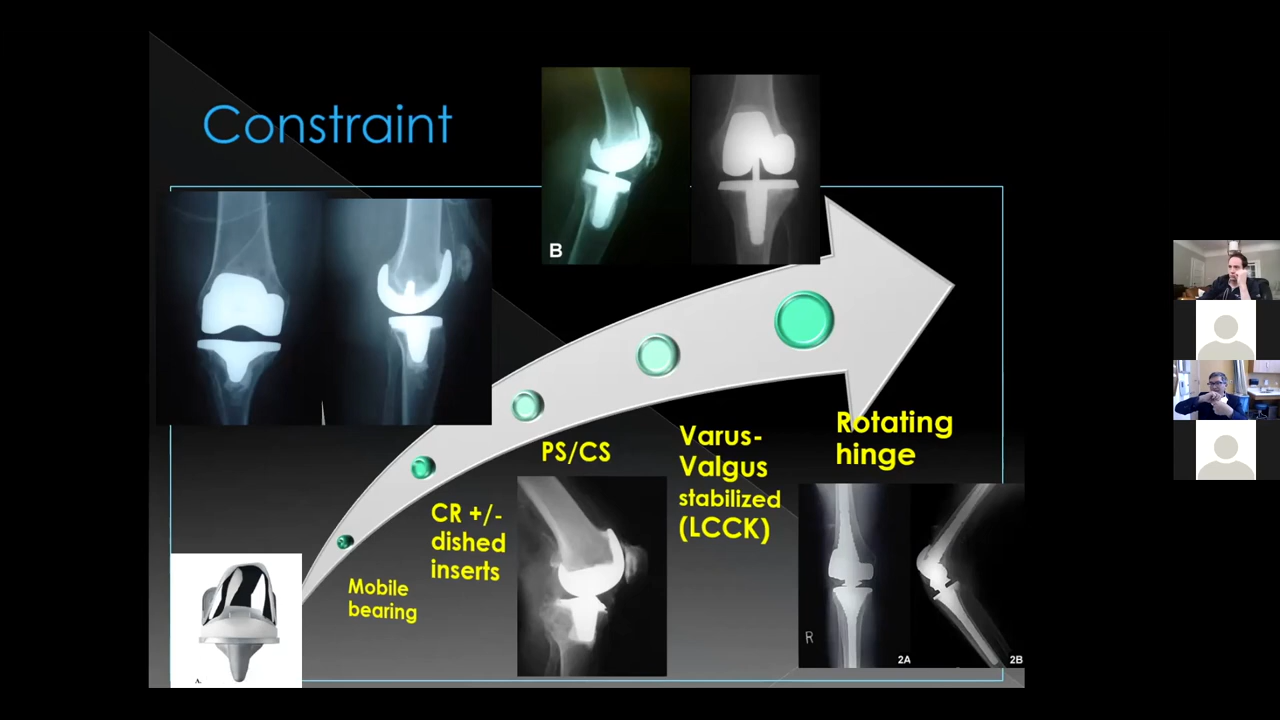 Constraint
B
Mobile
bearing
CR +/-
dished
inserts
PS/CS
Varus-
Valgus
stabilized
(LCCK)
Rotating
hinge
A.
R
2A
2B